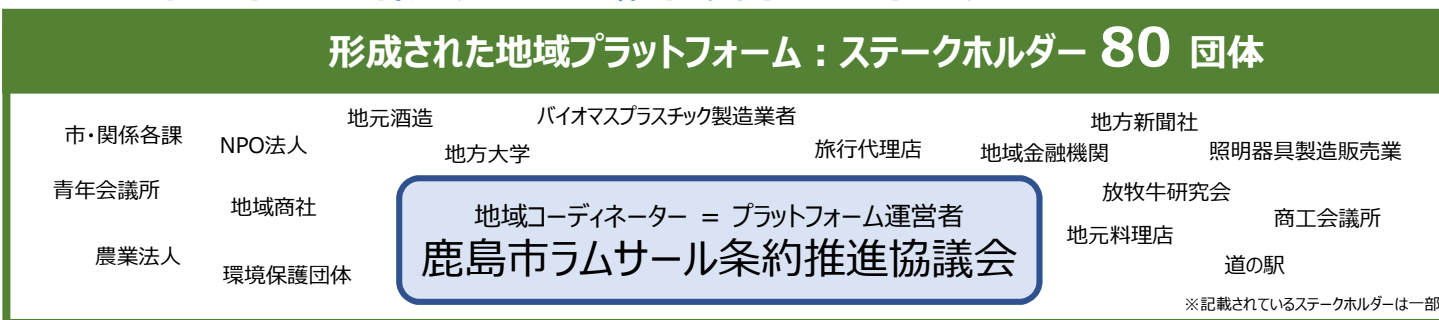 形成された地域プラットフォーム：ステークホルダー 80 団体
地元酒造 バイオマスプラスチック製造業者 地方新聞社
市・関係各課 NPO法人 地方大学 旅行代理店 地域金融機関 照明器具製造販売業
青年会議所 地域商社 放牧牛研究会 商工会議所
地域コーディネーター = プラットフォーム運営者
鹿島市ラムサール条約推進協議会
地元料理店
農業法人 環境保護団体 道の駅
※記載されているステークホルダーは一部